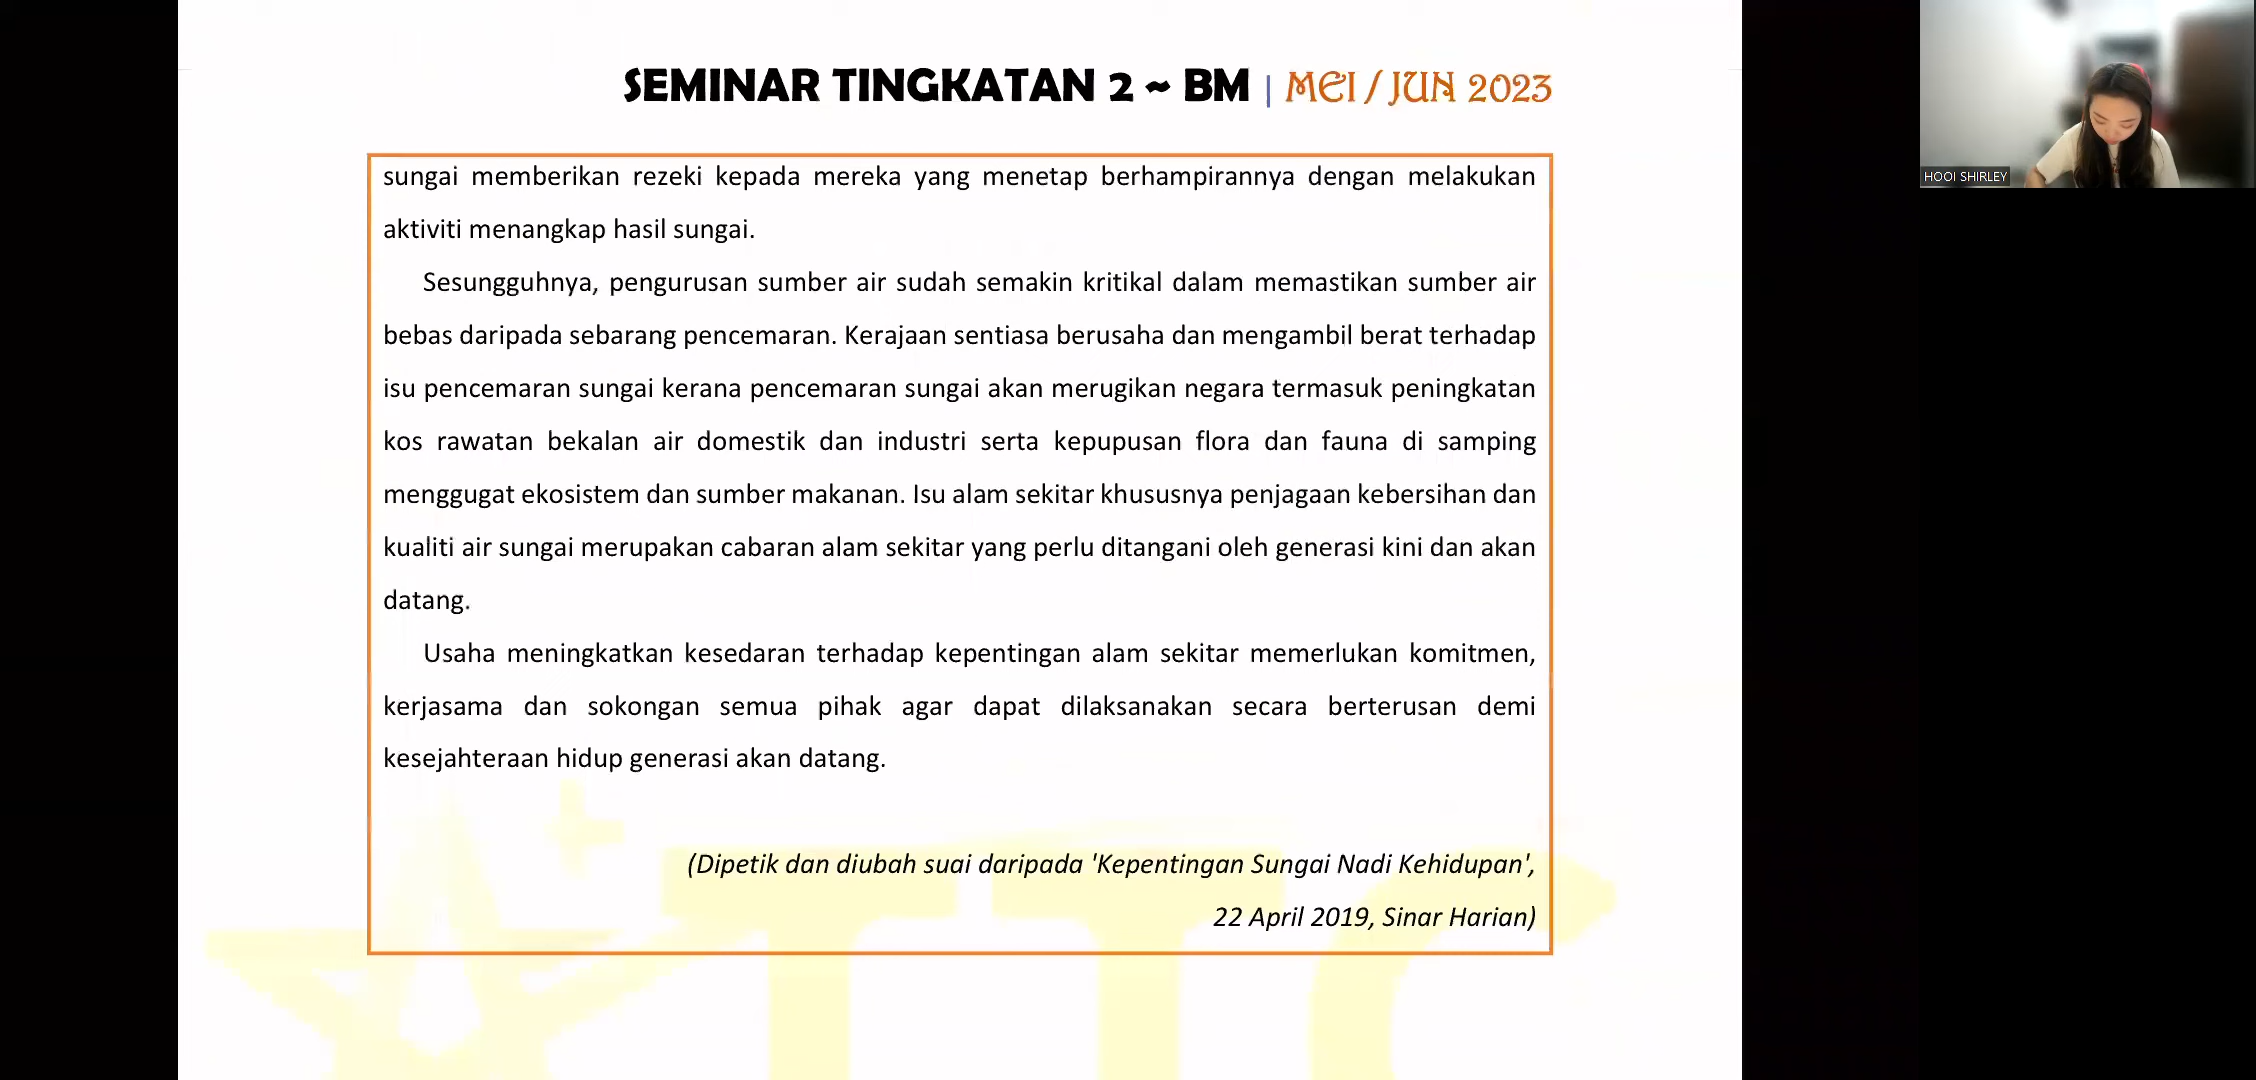 SEMINAR TINGKATAN 2 ~ BM | MEI / JUN 2023
HOOI SHIRLEY
sungai memberikan rezeki kepada mereka yang menetap berhampirannya dengan melakukan
aktiviti menangkap hasil sungai.
Sesungguhnya, pengurusan sumber air sudah semakin kritikal dalam memastikan sumber air
bebas daripada sebarang pencemaran. Kerajaan sentiasa berusaha dan mengambil berat terhadap
isu pencemaran sungai kerana pencemaran sungai akan merugikan negara termasuk peningkatan
kos rawatan bekalan air domestik dan industri serta kepupusan flora dan fauna di samping
menggugat ekosistem dan sumber makanan. Isu alam sekitar khususnya penjagaan kebersihan dan
kualiti air sungai merupakan cabaran alam sekitar yang perlu ditangani oleh generasi kini dan akan
datang.
Usaha meningkatkan kesedaran terhadap kepentingan alam sekitar memerlukan komitmen,
kerjasama dan sokongan semua pihak agar dapat dilaksanakan secara berterusan demi
kesejahteraan hidup generasi akan datang.
(Dipetik dan diubah suai daripada 'Kepentingan Sungai Nadi Kehidupan',
22 April 2019, Sinar Harian)
TTC